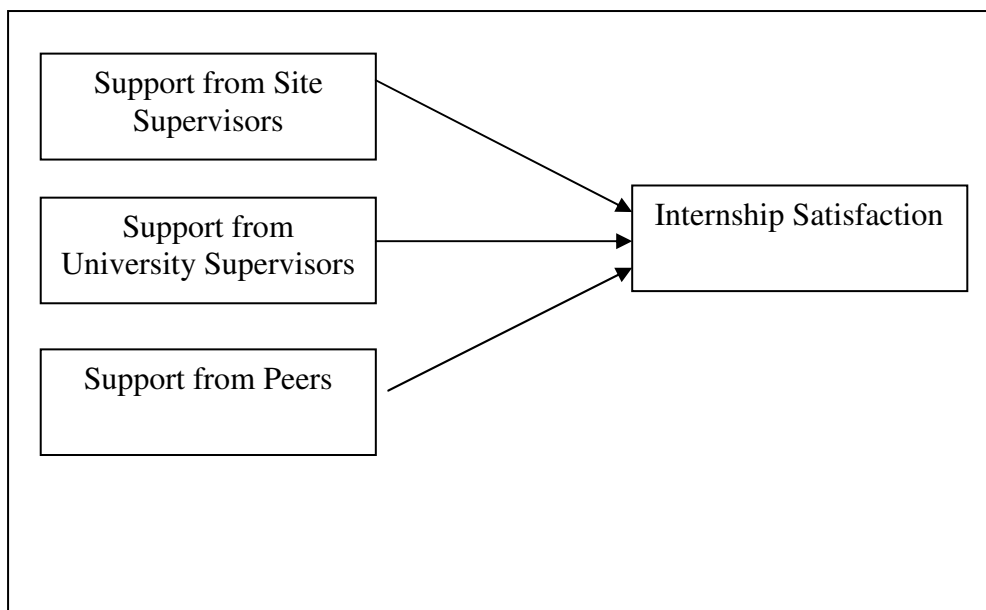 Support from Site
Supervisors
Support from
University Supervisors
Support from Peers
Internship Satisfaction